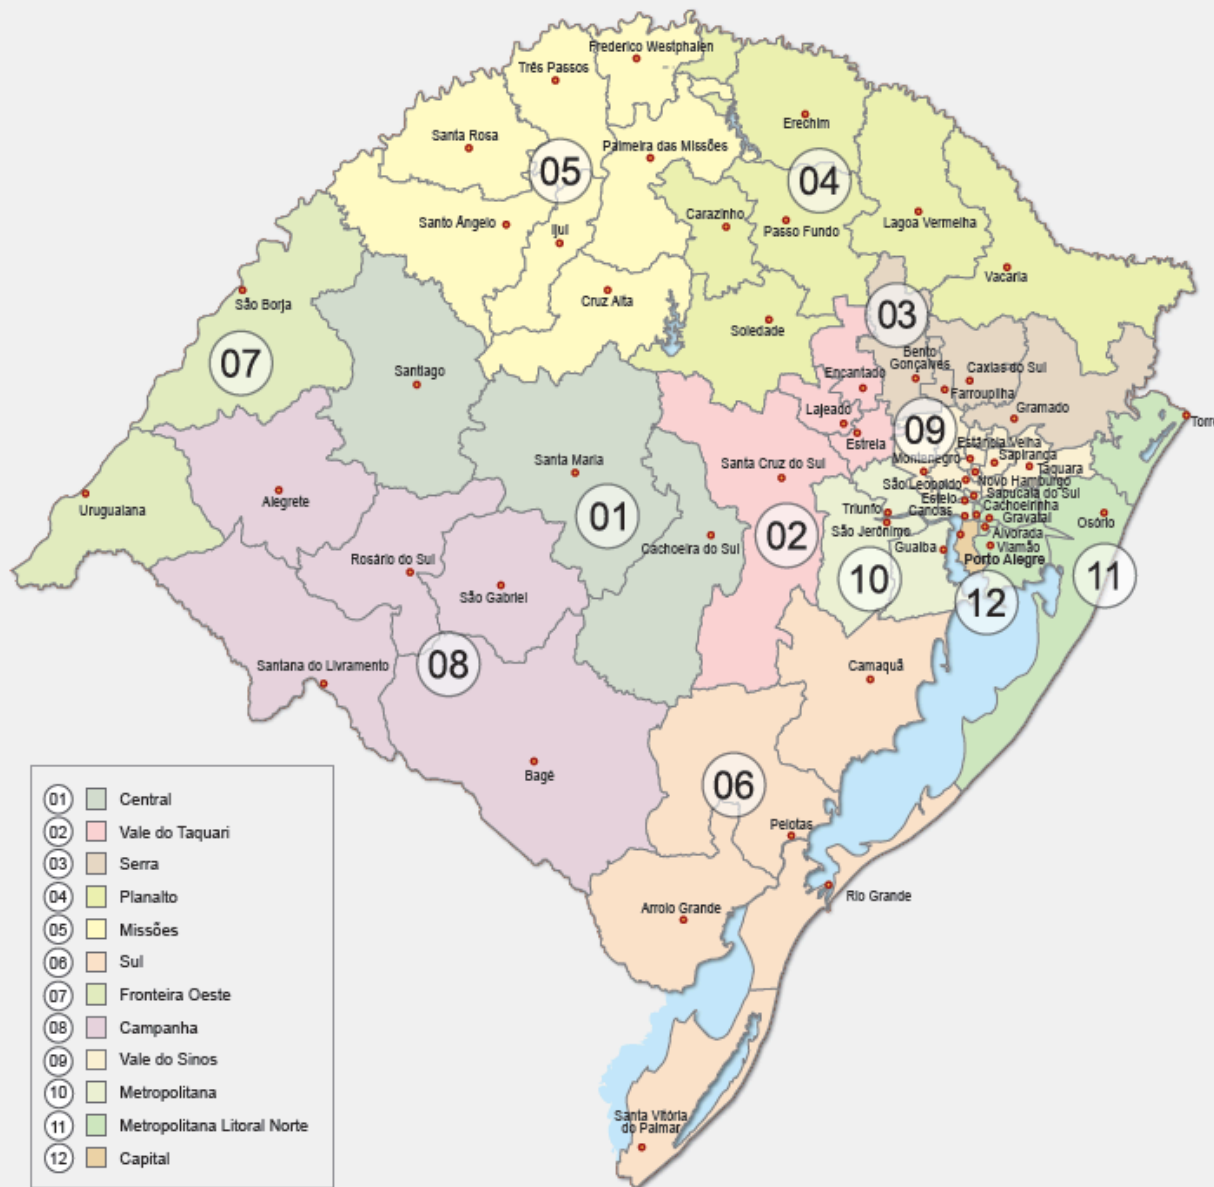 Frederico Westphalen
Três Passos
Erechim
Santa Rosa
Palmeira das Missões
05
04
Carazinho
Santo Ângelo
Ijuí
Passo Fundo
Lagoa Vermelha
Vacaria
São Borja
Cruz Alta
03
Soledade
07
Bento
Gonçalves
Santiago
Encantado
Caxias do Sul
Farroupilha
Lajeado
Gramado
Torre
09
Estrela
Estância Velha
Santa Maria
Santa Cruz do Sul
Montenegro
Sapiranga
Taquara
Alegrete
São Leopoldo
Novo Hamburgo
Uruguaiana
Esteio
Sapucaia do Sul
Triunfo
Canoas
Cachoeirinha
01
Gravataí
Osório
São Jerônimo
02
Alvorada
Cachoeira do Sul
Guaíba
Viamão
Rosário do Sul
Porto Alegre
São Gabriel
10
11
12
Santana do Livramento
08
Camaquã
Bagé
06
Pelotas
Rio Grande
Arroio Grande
Santa Vitória
do Palmar
01 Central
02 Vale do Taquari
03 Serra
04 Planalto
05 Missões
06 Sul
07 Fronteira Oeste
08 Campanha
09 Vale do Sinos
10 Metropolitana
11 Metropolitana Litoral Norte
12 Capital